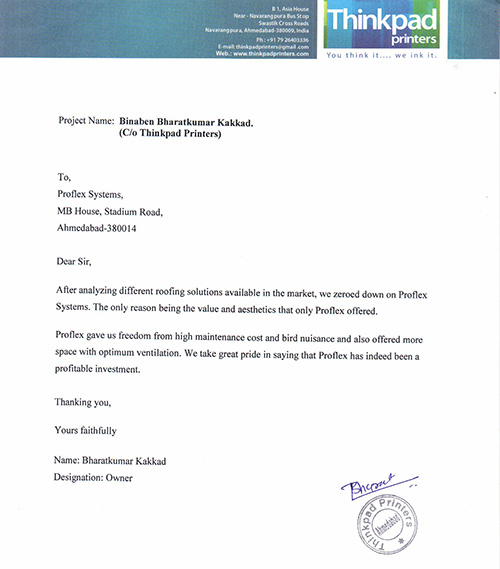 B 1, Asia House
Near - Navarangpura Bus Stop
Swastik Cross Roads
Navarangpura, Ahmedabad-380009, India
Ph : +91 79 26403336
E-mail: thinkpadprinters@gmail.com
Web.: www.thinkpadprinters.com
Thinkpad
printers
You think it.... we ink it.
Project Name: Binaben Bharatkumar Kakkad.
(C/o Thinkpad Printers)
To,
Proflex Systems,
MB House, Stadium Road,
Ahmedabad-380014
Dear Sir,
After analyzing different roofing solutions available in the market, we zeroed down on Proflex
Systems. The only reason being the value and aesthetics that only Proflex offered.
Proflex gave us freedom from high maintenance cost and bird nuisance and also offered more
space with optimum ventilation. We take great pride in saying that Proflex has indeed been a
profitable investment.
Thanking you,
Yours faithfully
Name: Bharatkumar Kakkad
Designation: Owner
Thinkpad Printers
Ahmedabad